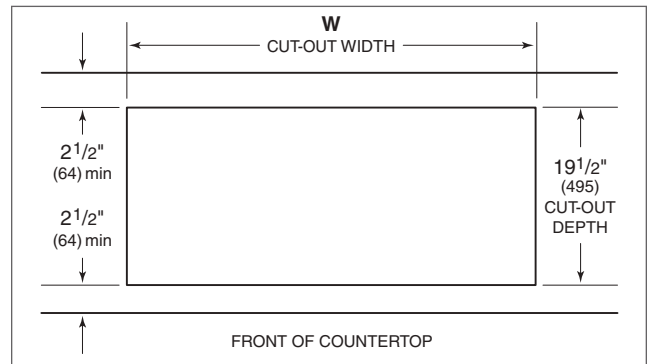 W
CUT-OUT WIDTH
2 1/2"
(64) min
2 1/2"
(64) min
19 1/2"
(495)
CUT-OUT
DEPTH
FRONT OF COUNTERTOP